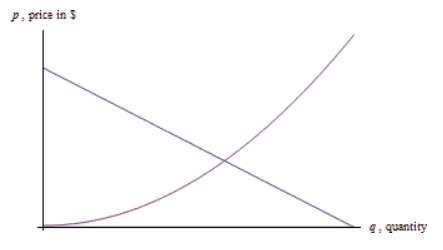 p, price in $
q, quantity